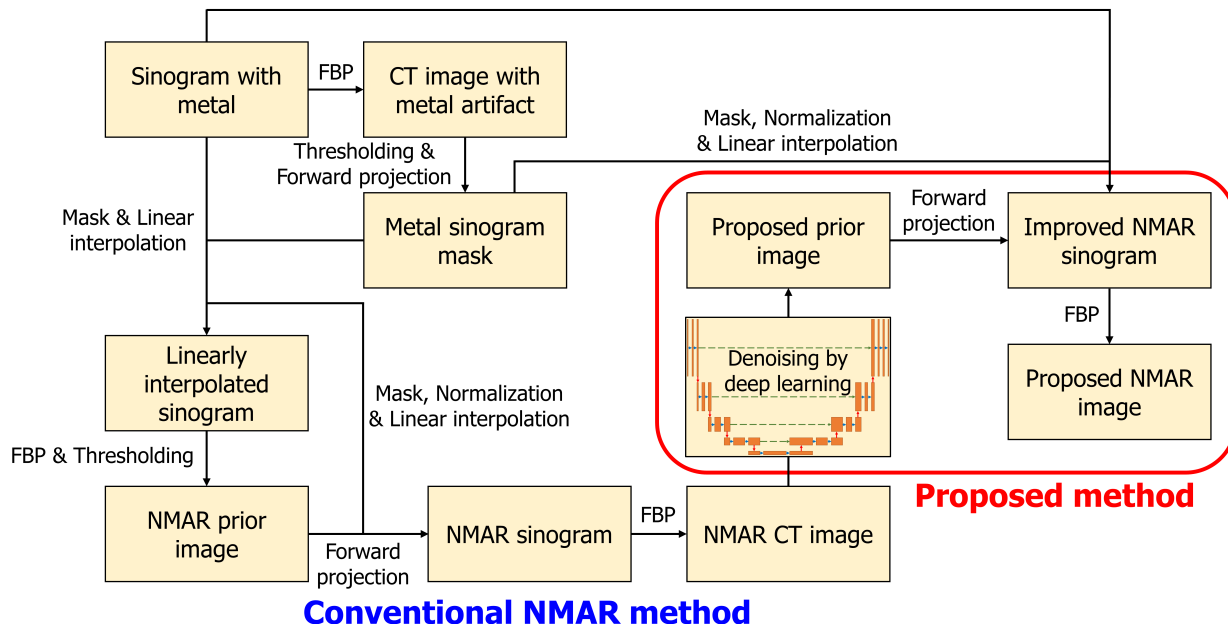 Sinogram with
metal
FBP
CT image with
metal artifact
Thresholding &
Forward projection
Mask, Normalization
& Linear interpolation
Mask & Linear
interpolation
Metal sinogram
mask
Proposed prior
image
Forward
projection
Improved NMAR
sinogram
FBP
Linearly
interpolated
sinogram
Mask, Normalization
& Linear interpolation
Denoising by
deep learning
Proposed NMAR
image
FBP & Thresholding
Proposed method
NMAR prior
image
Forward
projection
NMAR sinogram
FBP
NMAR CT image
Conventional NMAR method